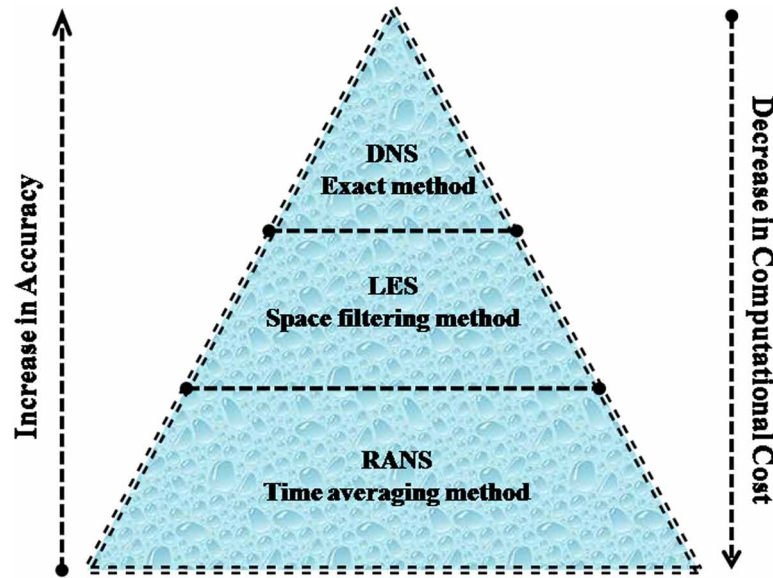 Increase in Accuracy
DNS
Exact method
LES
Space filtering method
RANS
Time averaging method
Decrease in Computational Cost